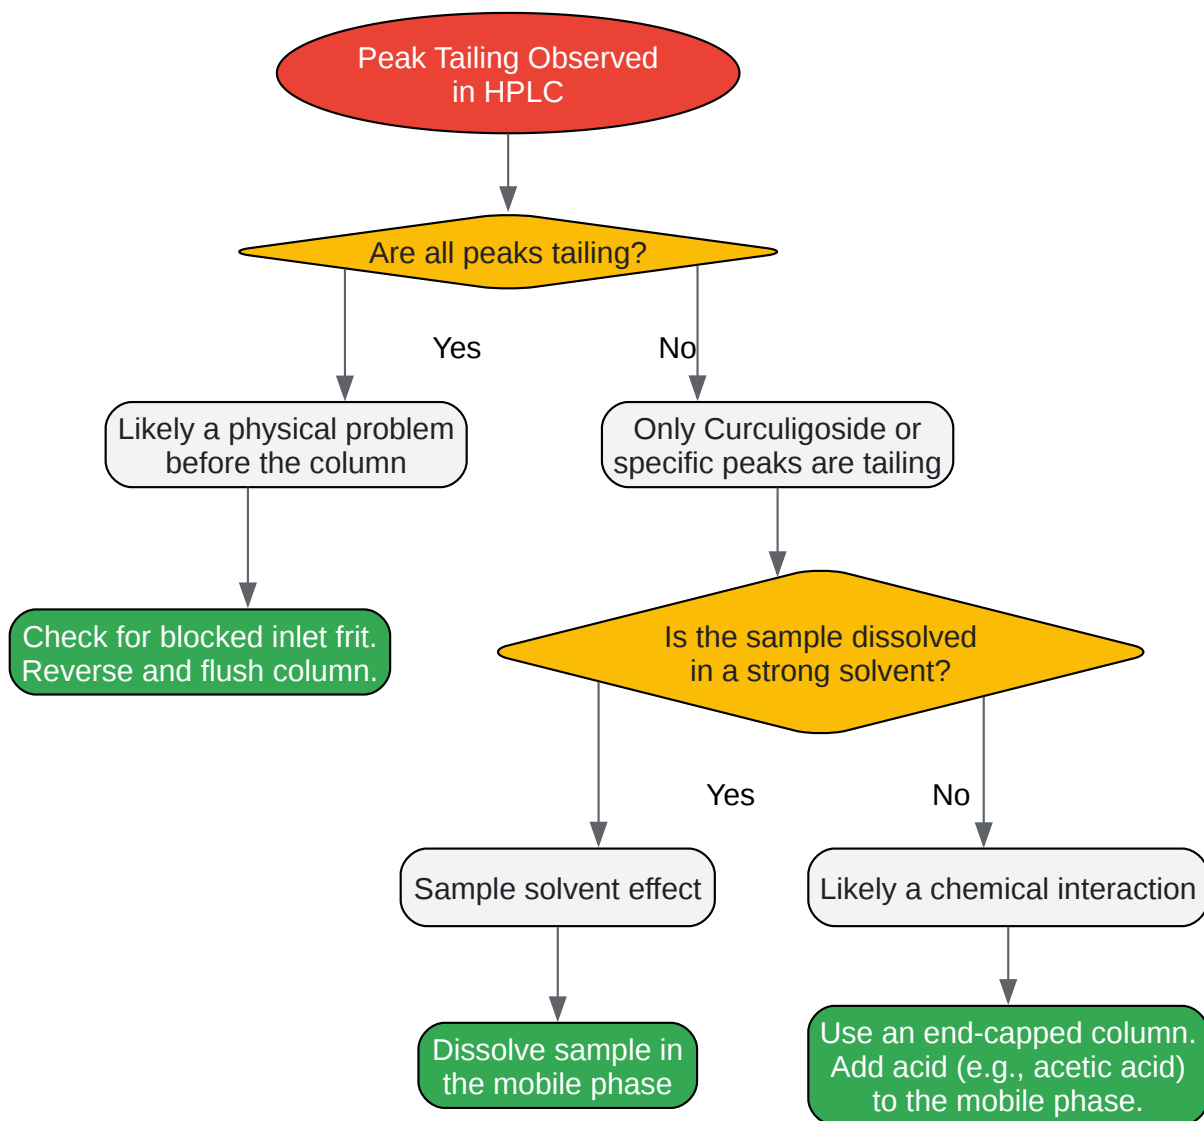 Peak Tailing Observed
in HPLC
Are all peaks tailing?
Yes
No
Likely a physical problem
before the column
Only Curculigoside or
specific peaks are tailing
Check for blocked inlet frit.
Reverse and flush column.
Is the sample dissolved
in a strong solvent?
Yes
No
Sample solvent effect
Likely a chemical interaction
Dissolve sample in
the mobile phase
Use an end-capped column.
Add acid (e.g., acetic acid)
to the mobile phase.